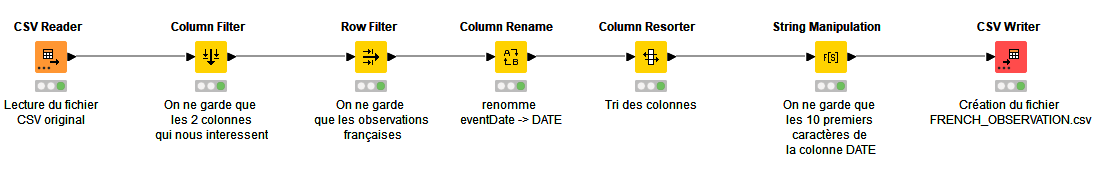 CSV Reader
Lecture du fichier
CSV original
Column Filter
On ne garde que
les 2 colonnes
qui nous interessent
Row Filter
On ne garde
que les observations
françaises
Column Rename
A
B
renomme
eventDate -> DATE
Column Resorter
Tri des colonnes
String Manipulation
F[S]
On ne garde que
les 10 premiers
caractères de
la colonne DATE
CSV Writer
Création du fichier
FRENCH_OBSERVATION.csv